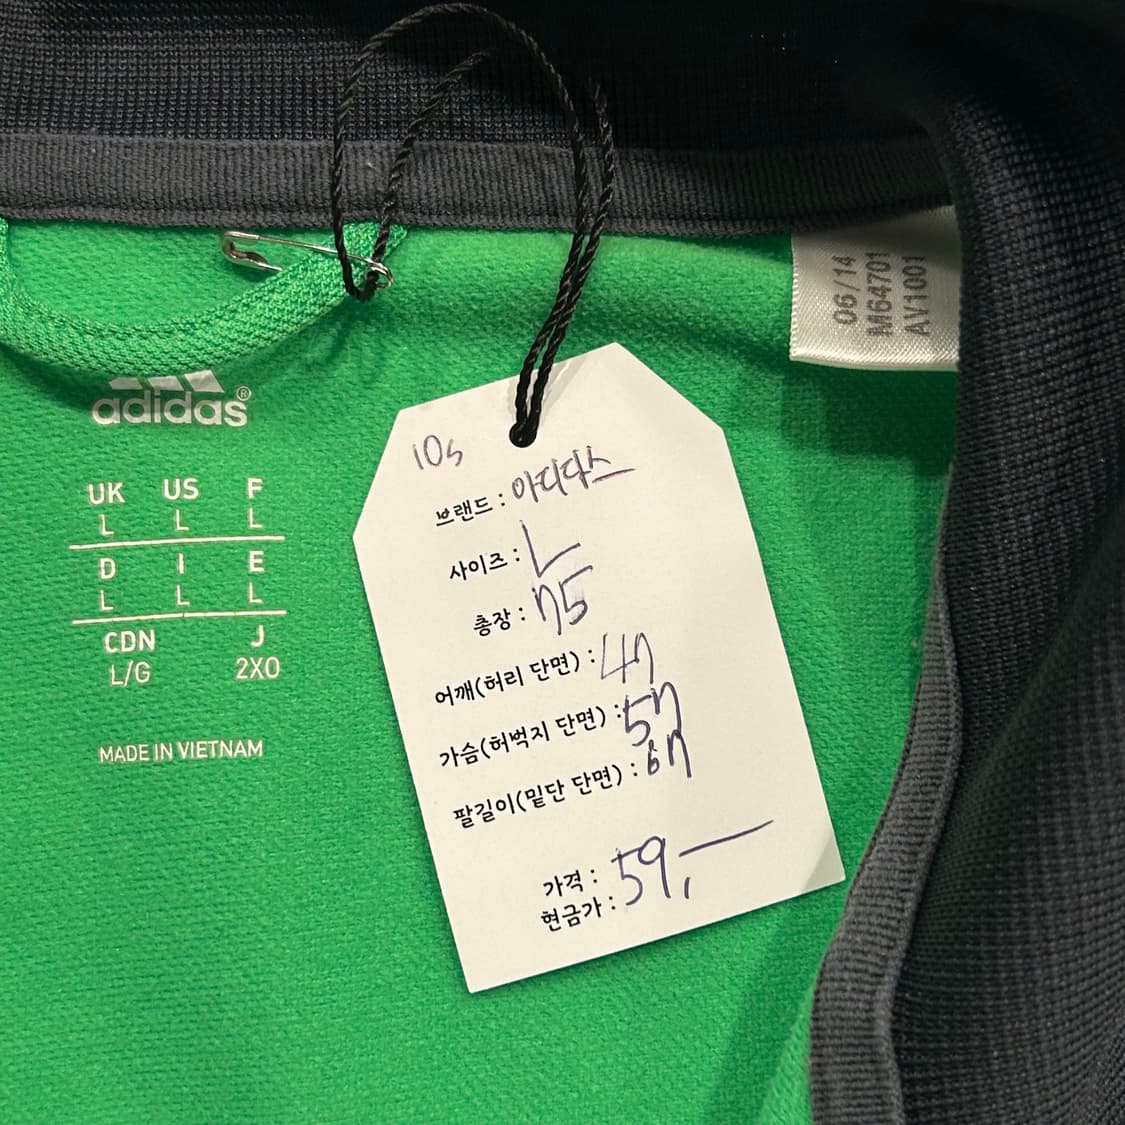 06/14
M64701
AV1001
adidas®
UK US F
L L L
D I E
L L L
CDN J
L/G 2XO
MADE IN VIETNAM
10s
브랜드 : 아디다스
사이즈 : L
총장 : 75
어깨(허리 단면) : 47
가슴(허벅지 단면) : 57
팔길이(밑단 단면) : 67
가격 : 59,—
현금가 :